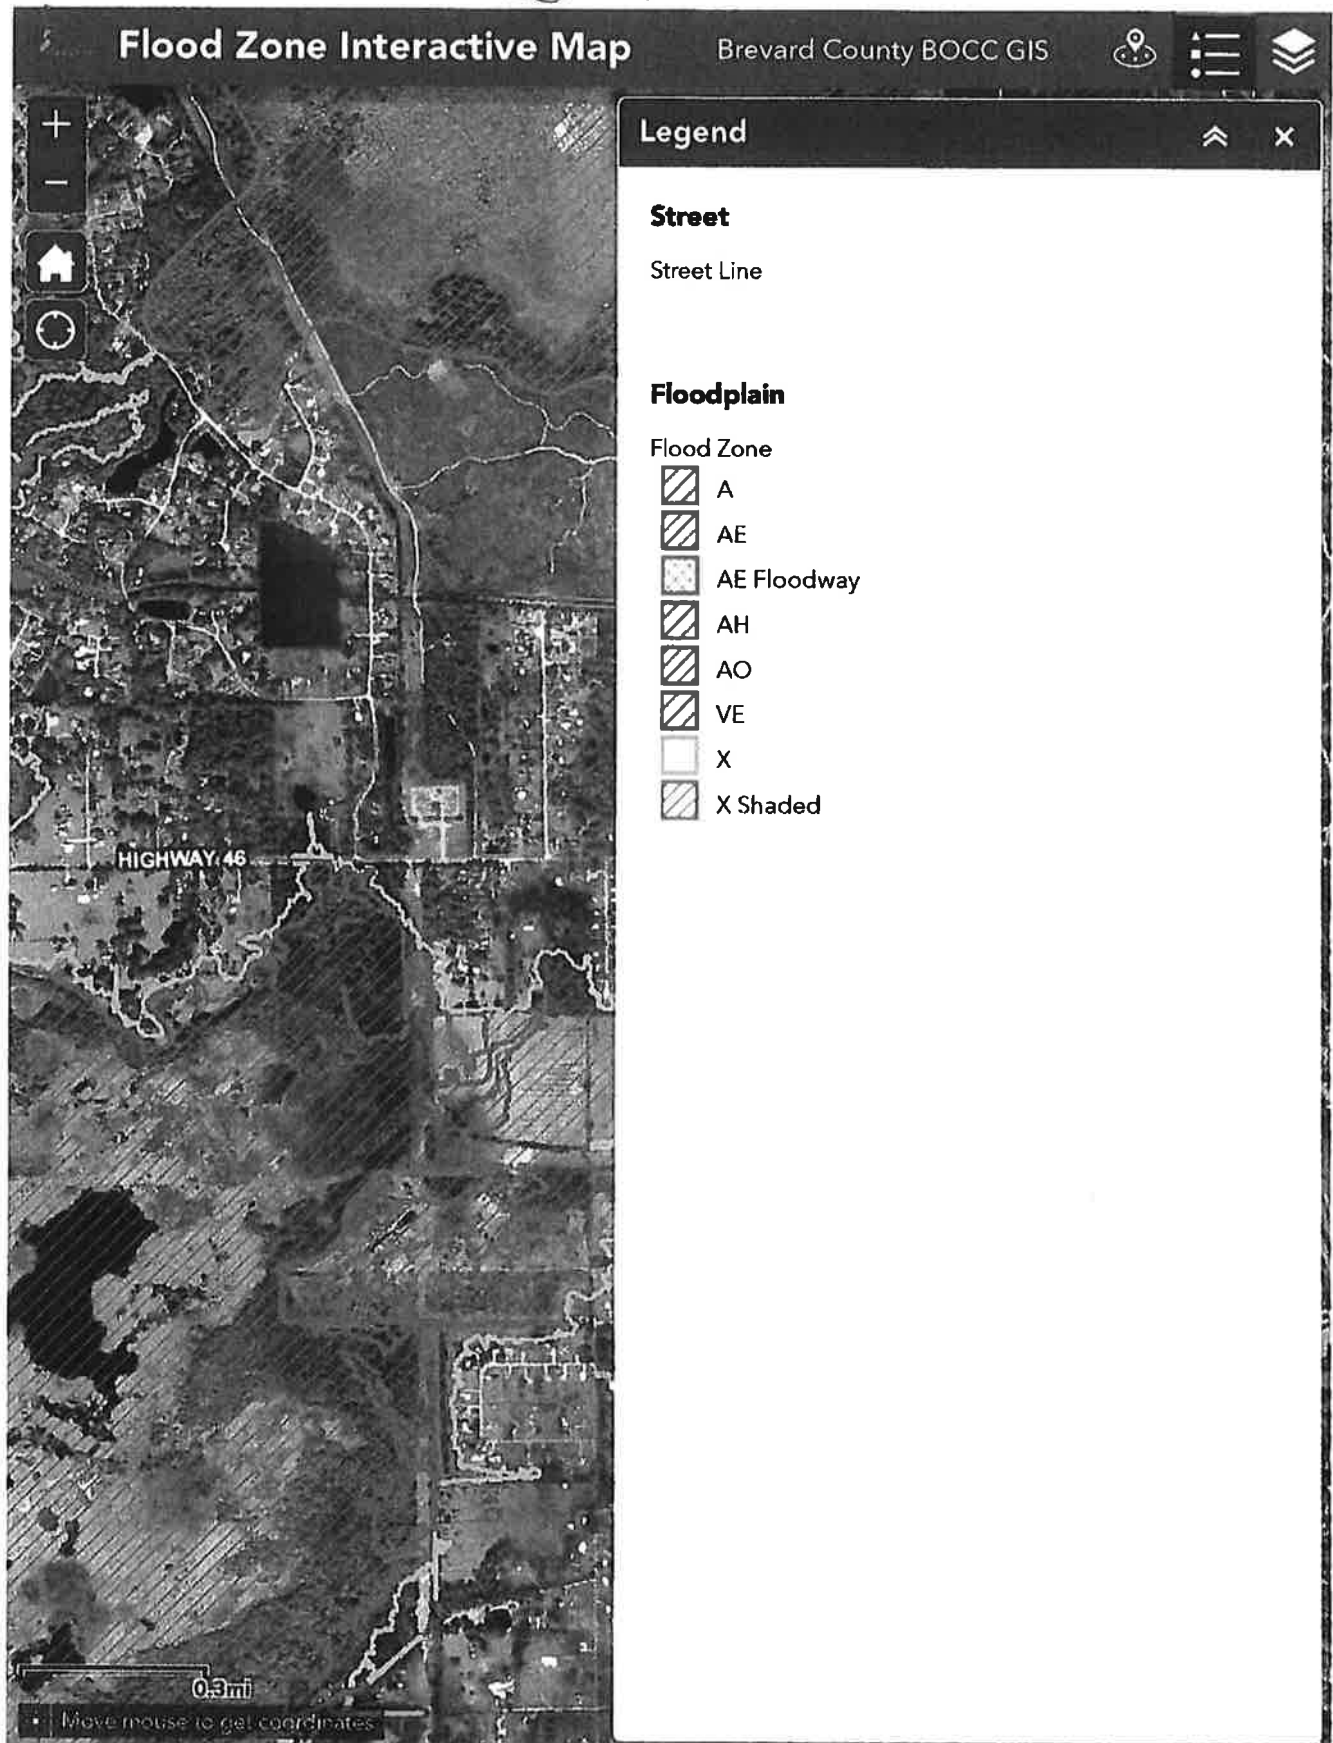 Flood Zone Interactive Map
Brevard County BOCC GIS
Legend
Street
Street Line
Floodplain
Flood Zone
A
AE
AE Floodway
AH
AO
VE
X
X Shaded
HIGHWAY 46
0.3mi
Move mouse to get coordinates